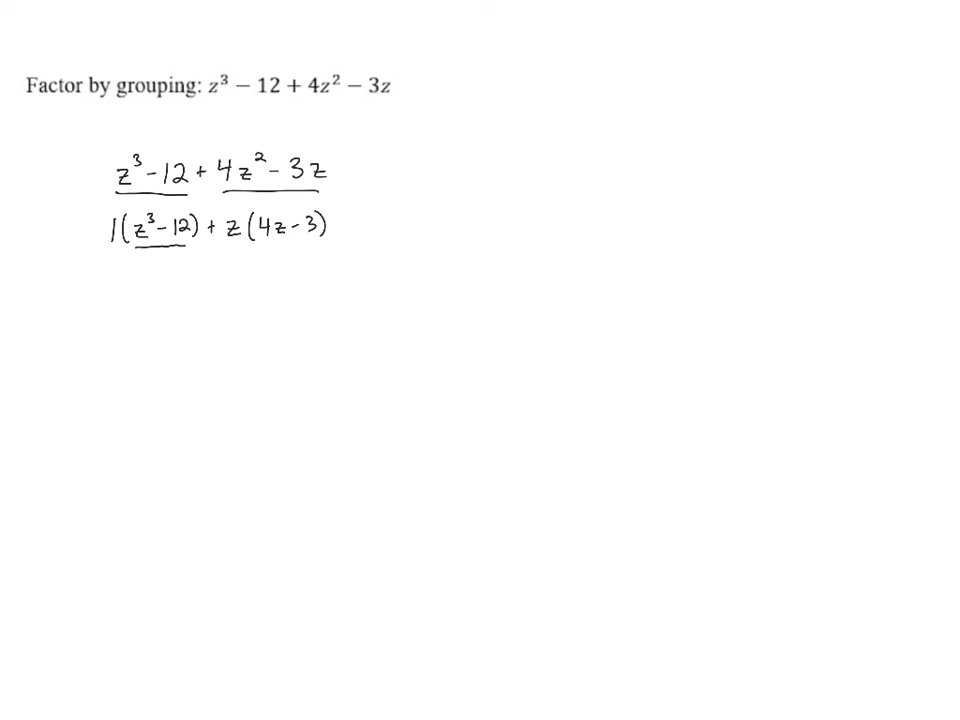 Factor by grouping: z³ − 12 + 4z² − 3z
z³ - 12 + 4z² - 3z
1(z³ - 12) + z(4z - 3)